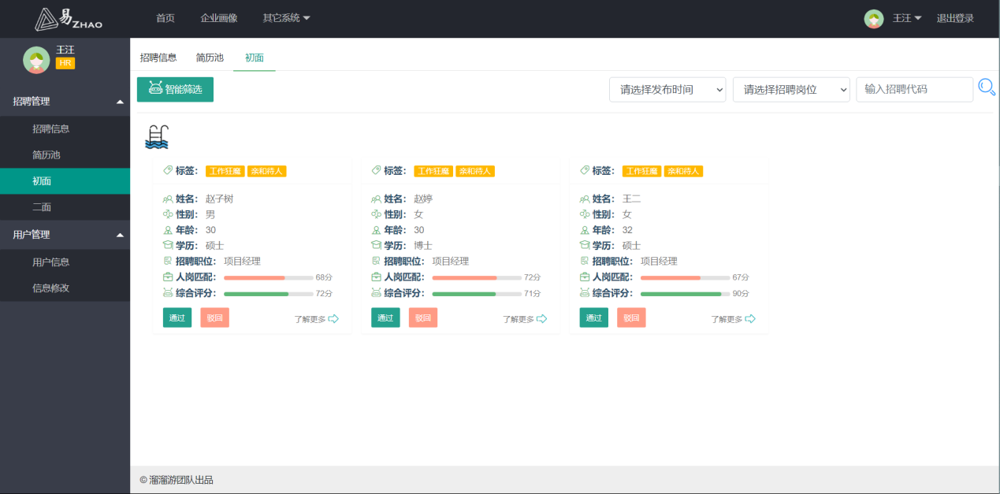 易ZHAO 首页 企业画像 其它系统 王汪 退出登录
王汪
HR
招聘管理
招聘信息
简历池
初面
二面
用户管理
用户信息
信息修改
招聘信息 简历池 初面
智能筛选 请选择发布时间 请选择招聘岗位 输入招聘代码
标签： 工作狂魔 亲和待人
姓名： 赵子树
性别： 男
年龄： 30
学历： 硕士
招聘职位： 项目经理
人岗匹配： 68分
综合评分： 72分
通过 驳回 了解更多
标签： 工作狂魔 亲和待人
姓名： 赵婷
性别： 女
年龄： 30
学历： 博士
招聘职位： 项目经理
人岗匹配： 72分
综合评分： 71分
通过 驳回 了解更多
标签： 工作狂魔 亲和待人
姓名： 王二
性别： 女
年龄： 32
学历： 硕士
招聘职位： 项目经理
人岗匹配： 67分
综合评分： 90分
通过 驳回 了解更多
© 溜溜游团队出品